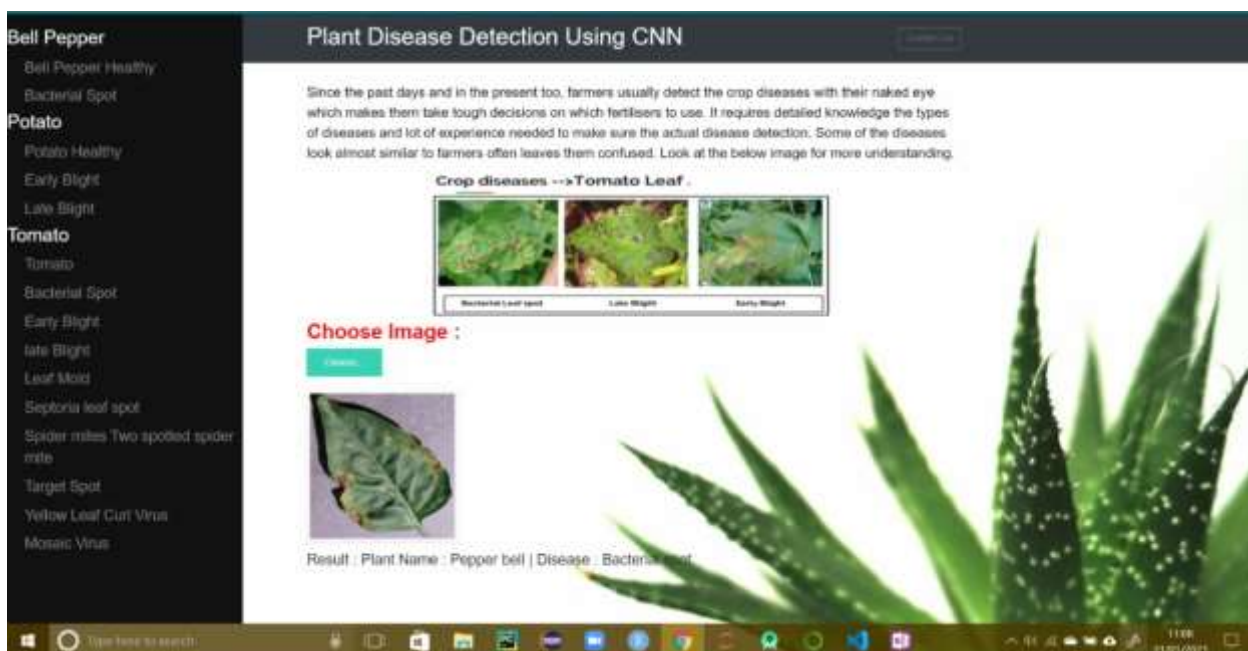 Bell Pepper
Bell Pepper Healthy
Bacterial Spot
Potato
Potato Healthy
Early Blight
Late Blight
Tomato
Tomato
Bacterial Spot
Early Blight
late Blight
Leaf Mold
Septoria leaf spot
Spider mites Two spotted spider
mite
Target Spot
Yellow Leaf Curl Virus
Mosaic Virus
Plant Disease Detection Using CNN
Since the past days and in the present too, farmers usually detect the crop diseases with their naked eye
which makes them take tough decisions on which fertilisers to use. It requires detailed knowledge the types
of diseases and lot of experience needed to make sure the actual disease detection. Some of the diseases
look almost similar to farmers often leaves them confused. Look at the below image for more understanding.
Crop diseases -->Tomato Leaf .
Bacterial Leaf spot
Late Blight
Early Blight
Choose Image :
Result : Plant Name : Pepper bell | Disease : Bacterial spot
Type here to search
11:08